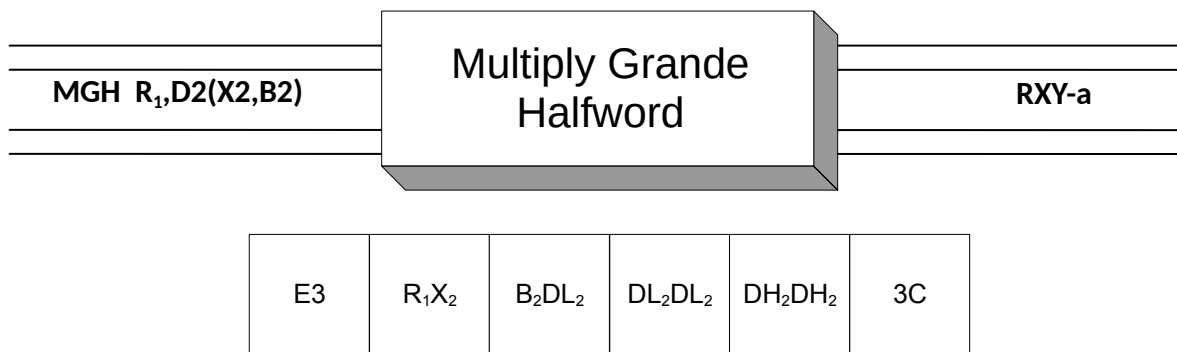 Multiply Grande
Halfword
MGH R₁,D2(X2,B2)
RXY-a
E3 R₁X₂ B₂DL₂ DL₂DL₂ DH₂DH₂ 3C